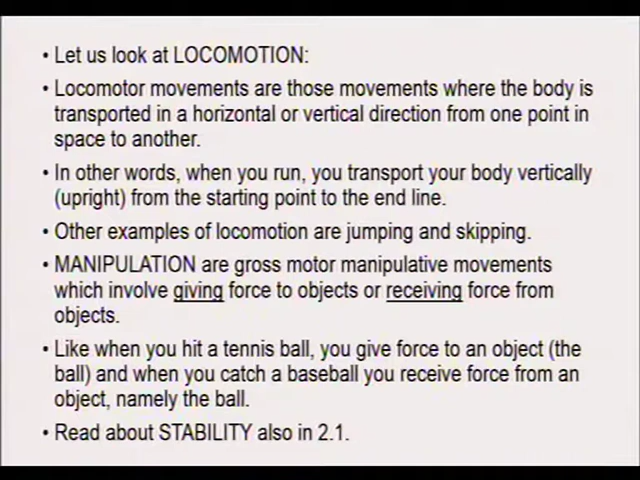 • Let us look at LOCOMOTION:
• Locomotor movements are those movements where the body is
transported in a horizontal or vertical direction from one point in
space to another.
• In other words, when you run, you transport your body vertically
(upright) from the starting point to the end line.
• Other examples of locomotion are jumping and skipping.
• MANIPULATION are gross motor manipulative movements
which involve giving force to objects or receiving force from
objects.
• Like when you hit a tennis ball, you give force to an object (the
ball) and when you catch a baseball you receive force from an
object, namely the ball.
• Read about STABILITY also in 2.1.